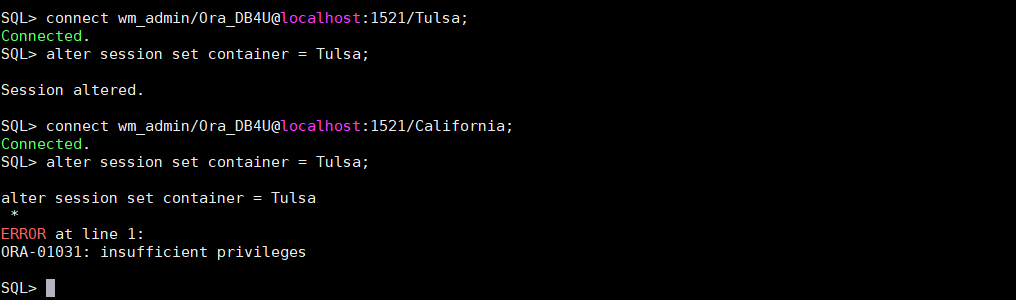 SQL> connect wm_admin/Ora_DB4U@localhost:1521/Tulsa;
Connected.
SQL> alter session set container = Tulsa;
Session altered.
SQL> connect wm_admin/Ora_DB4U@localhost:1521/California;
Connected.
SQL> alter session set container = Tulsa;
alter session set container = Tulsa
*
ERROR at line 1:
ORA-01031: insufficient privileges
SQL>